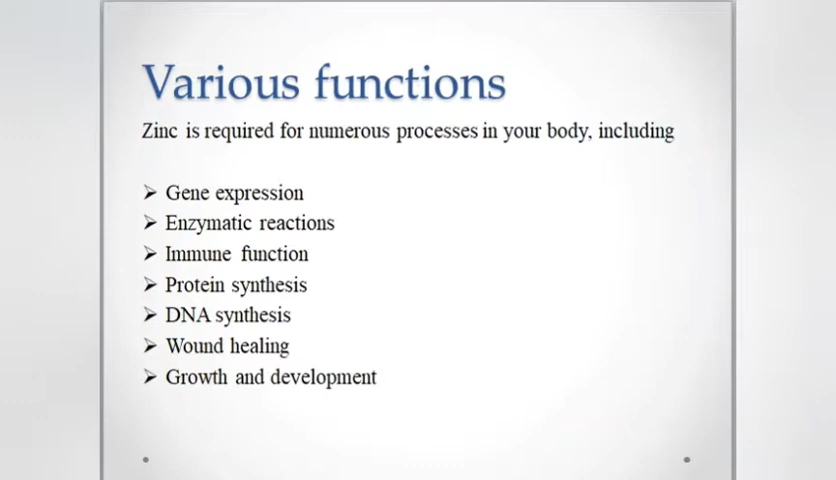 Various functions
Zinc is required for numerous processes in your body, including
➢ Gene expression
➢ Enzymatic reactions
➢ Immune function
➢ Protein synthesis
➢ DNA synthesis
➢ Wound healing
➢ Growth and development